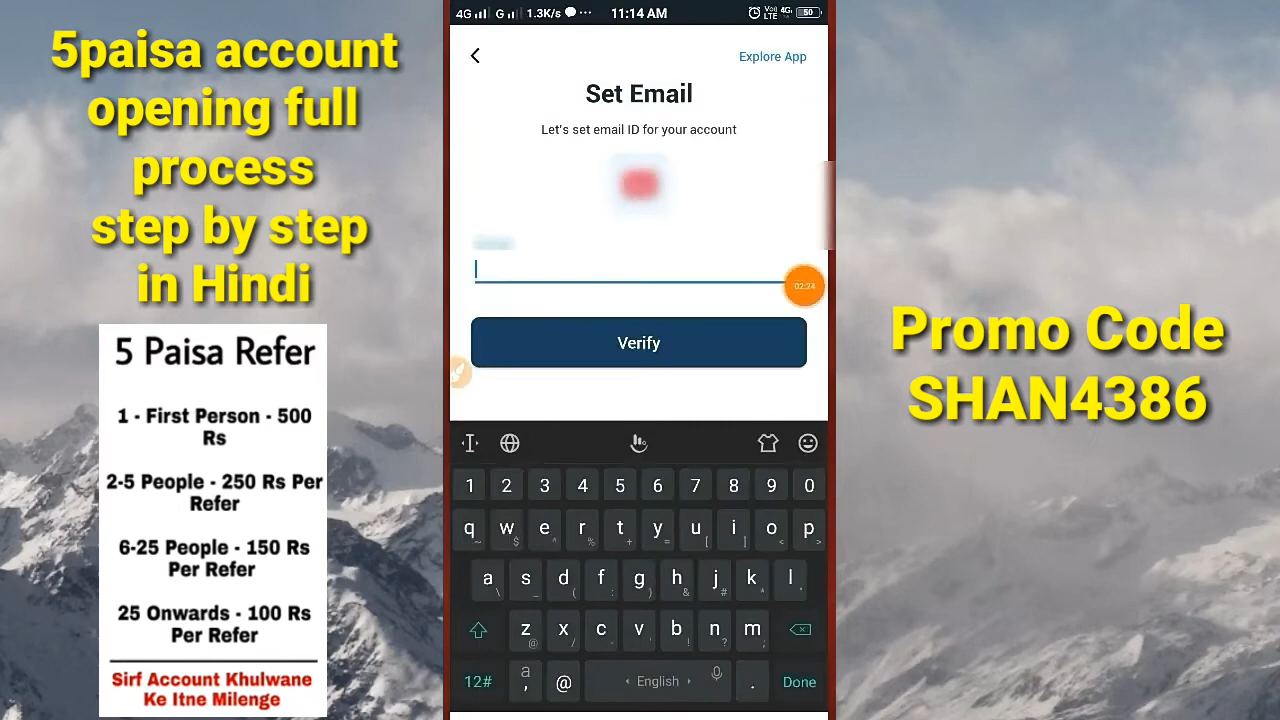 5paisa account
opening full
process
step by step
in Hindi
5 Paisa Refer
1 - First Person - 500
Rs
2-5 People - 250 Rs Per
Refer
6-25 People - 150 Rs
Per Refer
25 Onwards - 100 Rs
Per Refer
Sirf Account Khulwane
Ke Itne Milenge
4G G 1.3K/s ... 11:14 AM VoLTE 4G 50
Explore App
Set Email
Let's set email ID for your account
02:24
Verify
1 2 3 4 5 6 7 8 9 0
q w e r t y u i o p
~ $ ^ % + = [ ] < >
a s d f g h j k l
\ _ ( : ) & # * "
z x c v b n m
@ / - ' ! ? ;
12# a , @ English . Done
Promo Code
SHAN4386